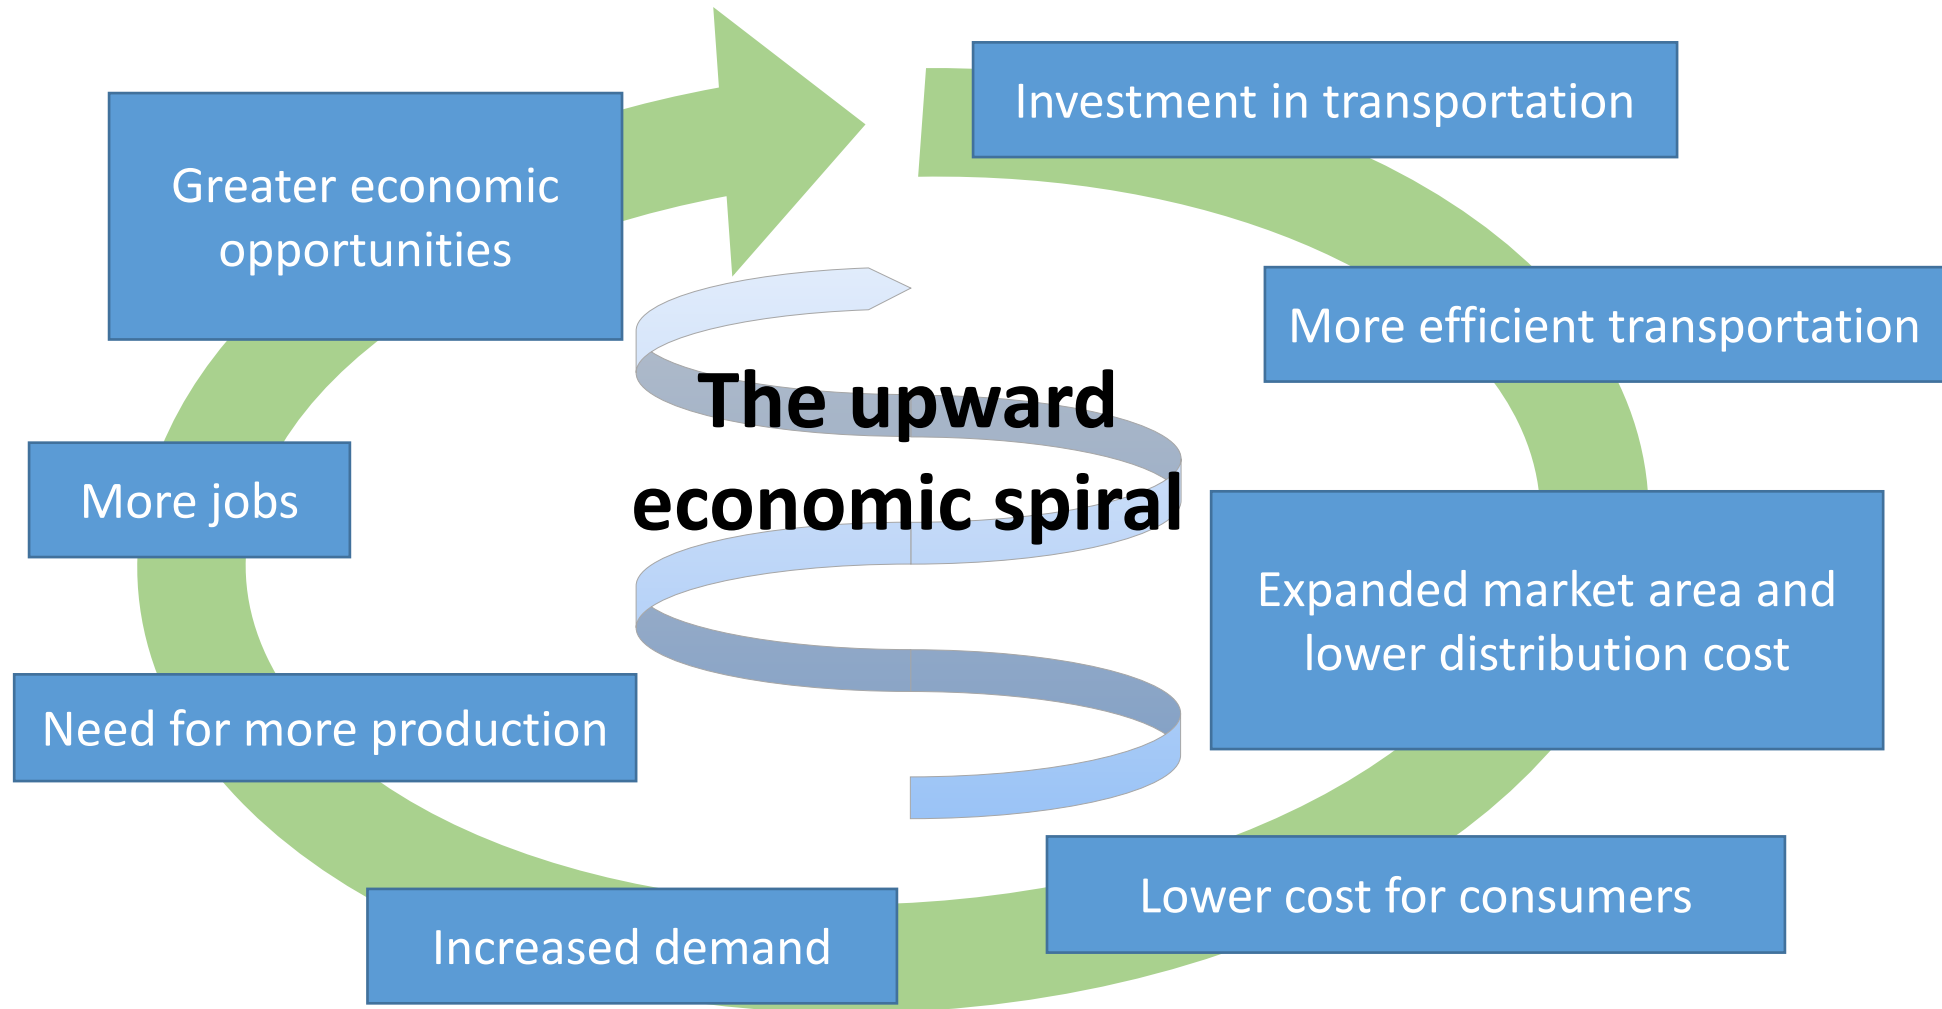 Investment in transportation
More efficient transportation
Expanded market area and
lower distribution cost
Lower cost for consumers
Increased demand
Need for more production
More jobs
Greater economic
opportunities
The upward
economic spiral